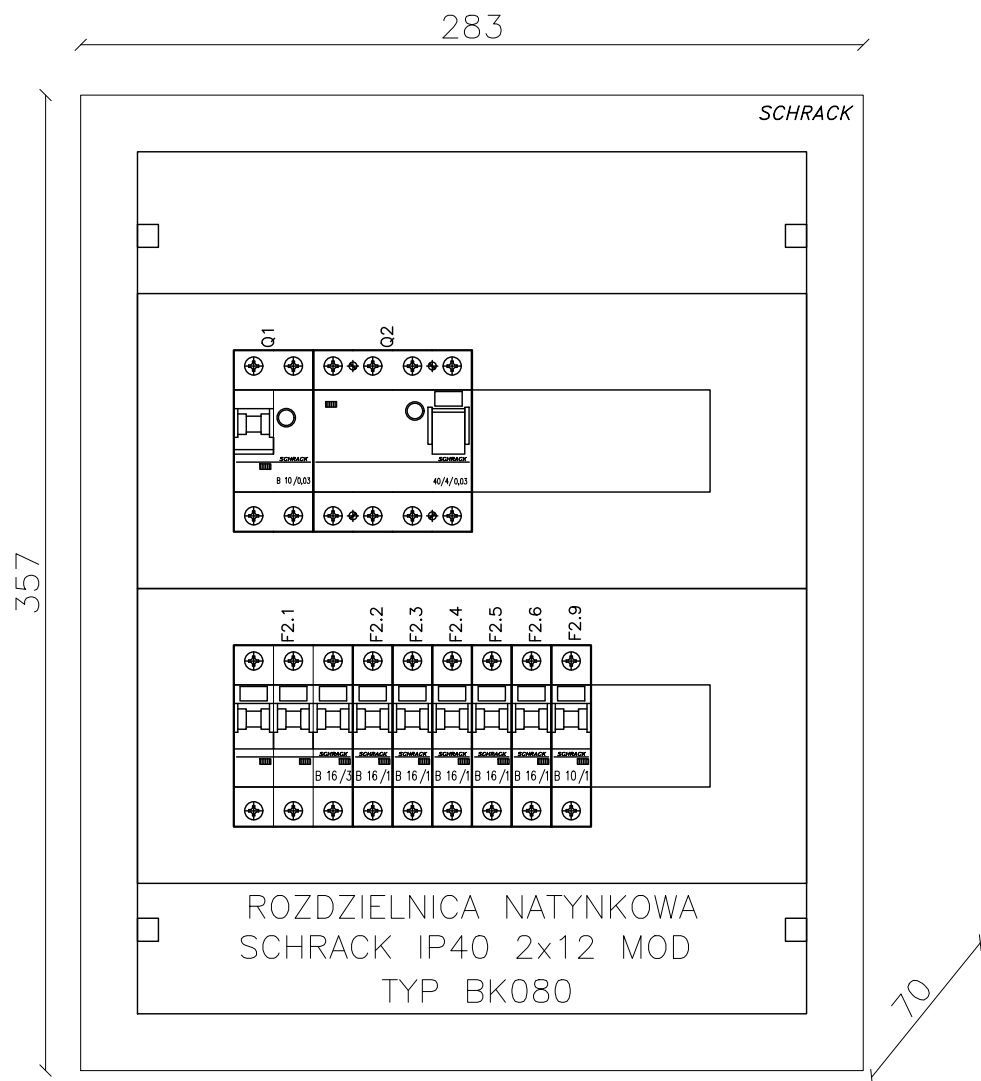 283
SCHRACK
357
Q1 Q2
SCHRACK SCHRACK
B 10/0,03 40/4/0,03
F2.1 F2.2 F2.3 F2.4 F2.5 F2.6 F2.9
SCHRACK SCHRACK SCHRACK SCHRACK SCHRACK SCHRACK SCHRACK
B 16/3 B 16/1 B 16/1 B 16/1 B 16/1 B 16/1 B 10/1
ROZDZIELNICA NATYNKOWA
SCHRACK IP40 2x12 MOD
TYP BK080
70